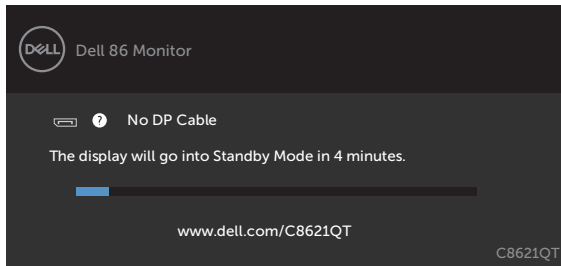 DELL Dell 86 Monitor
? No DP Cable
The display will go into Standby Mode in 4 minutes.
www.dell.com/C8621QT
C8621QT